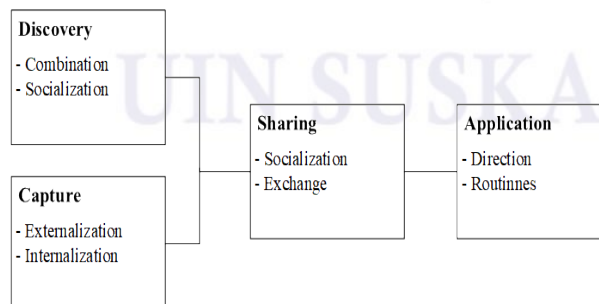 Discovery
- Combination
- Socialization
UIN SUSKA
Sharing
- Socialization
- Exchange
Application
- Direction
- Routinnes
Capture
- Externalization
- Internalization